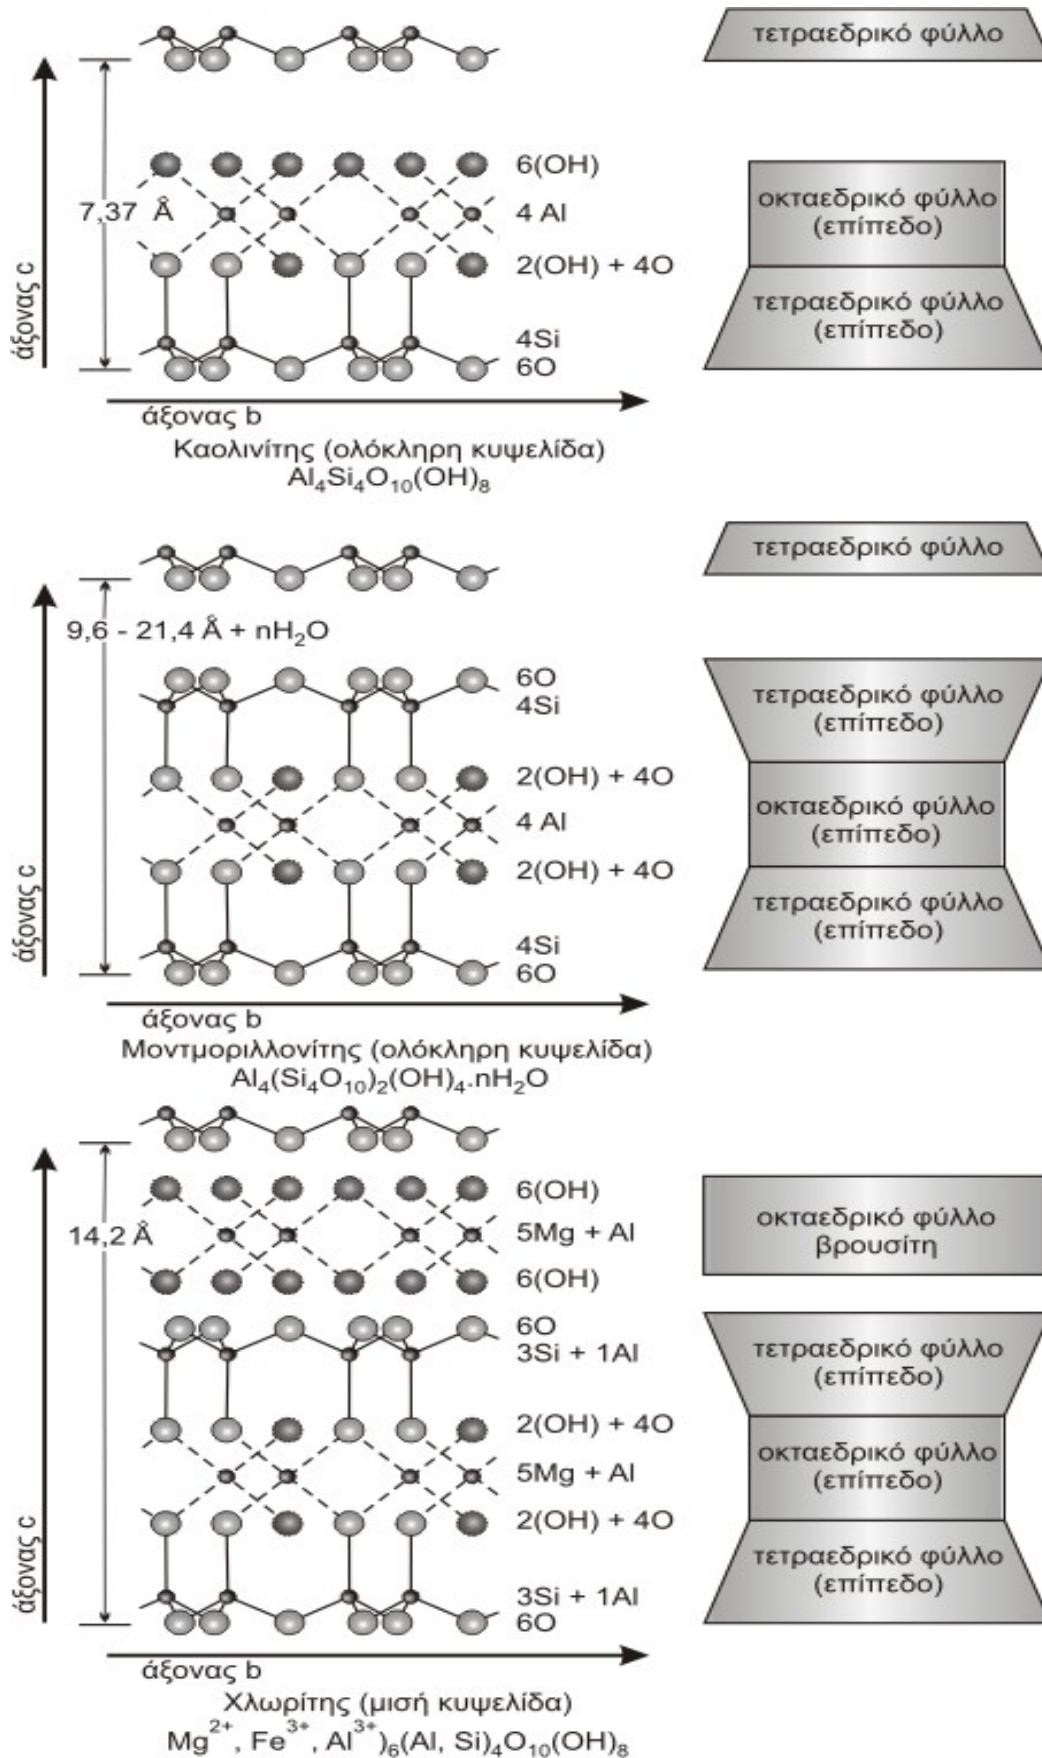 τετραεδρικό φύλλο
6(OH)
7,37 Å
4 Al
2(OH) + 4O
4Si
6O
οκταεδρικό φύλλο
(επίπεδο)
τετραεδρικό φύλλο
(επίπεδο)
άξονας c
άξονας b
Καολινίτης (ολόκληρη κυψελίδα)
Al₄Si₄O₁₀(OH)₈
τετραεδρικό φύλλο
9,6 - 21,4 Å + nH₂O
6O
4Si
2(OH) + 4O
4 Al
2(OH) + 4O
4Si
6O
τετραεδρικό φύλλο
(επίπεδο)
οκταεδρικό φύλλο
(επίπεδο)
τετραεδρικό φύλλο
(επίπεδο)
άξονας c
άξονας b
Μοντμοριλλονίτης (ολόκληρη κυψελίδα)
Al₄(Si₄O₁₀)₂(OH)₄.nH₂O
14,2 Å
6(OH)
5Mg + Al
6(OH)
6O
3Si + 1Al
2(OH) + 4O
5Mg + Al
2(OH) + 4O
3Si + 1Al
6O
οκταεδρικό φύλλο
βρουσίτη
τετραεδρικό φύλλο
(επίπεδο)
οκταεδρικό φύλλο
(επίπεδο)
τετραεδρικό φύλλο
(επίπεδο)
άξονας c
άξονας b
Χλωρίτης (μισή κυψελίδα)
Mg²⁺, Fe³⁺, Al³⁺)₆(Al, Si)₄O₁₀(OH)₈